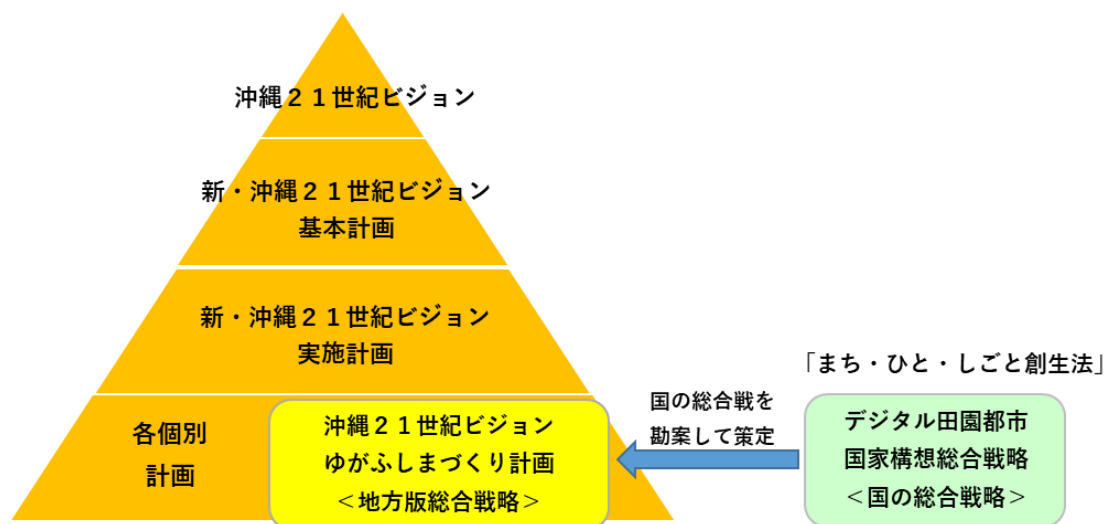 沖縄２１世紀ビジョン
新・沖縄２１世紀ビジョン
基本計画
新・沖縄２１世紀ビジョン
実施計画
各個別
計画
沖縄２１世紀ビジョン
ゆがふしまづくり計画
＜地方版総合戦略＞
国の総合戦を
勘案して策定
「まち・ひと・しごと創生法」
デジタル田園都市
国家構想総合戦略
＜国の総合戦略＞